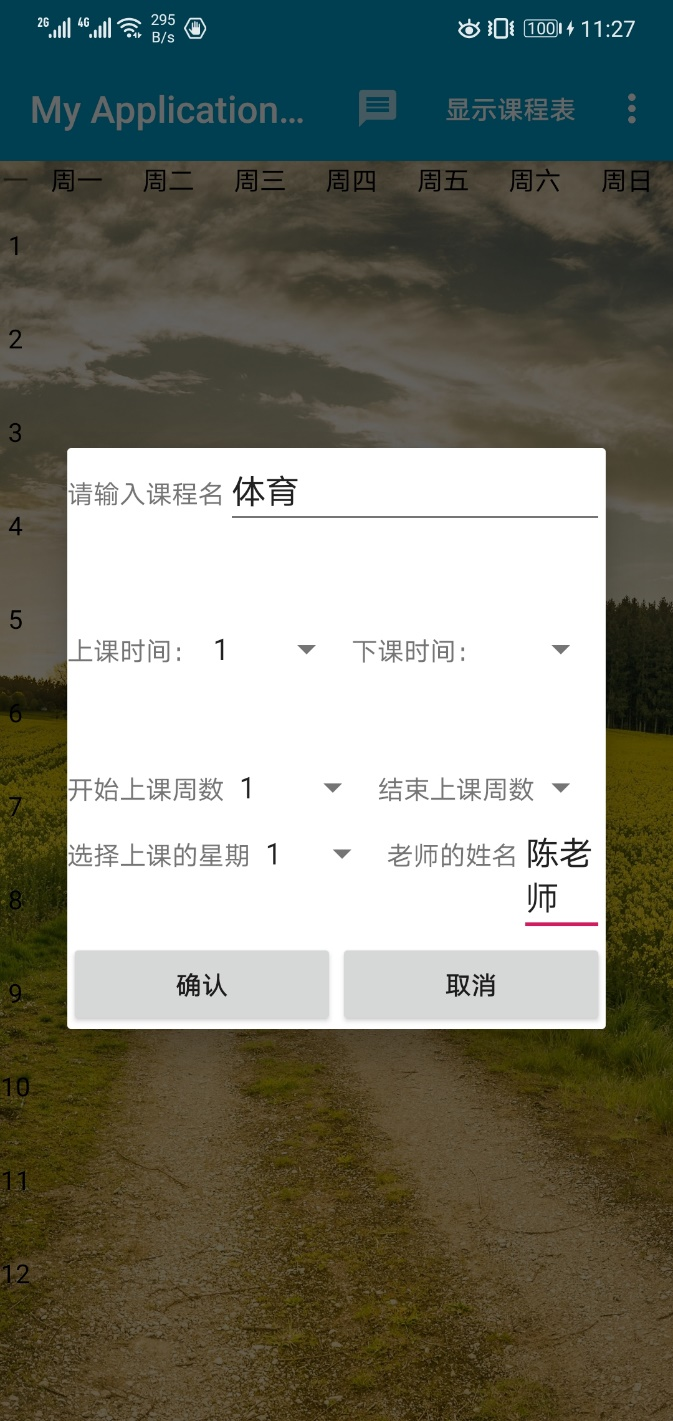 2G 4G 295 B/s 100 11:27
My Application... 显示课程表
一 周一 周二 周三 周四 周五 周六 周日
1
2
3
请输入课程名 体育
4
5
上课时间： 1 下课时间：
6
开始上课周数 1 结束上课周数
7
选择上课的星期 1 老师的姓名 陈老
师
8
确认 取消
9
10
11
12